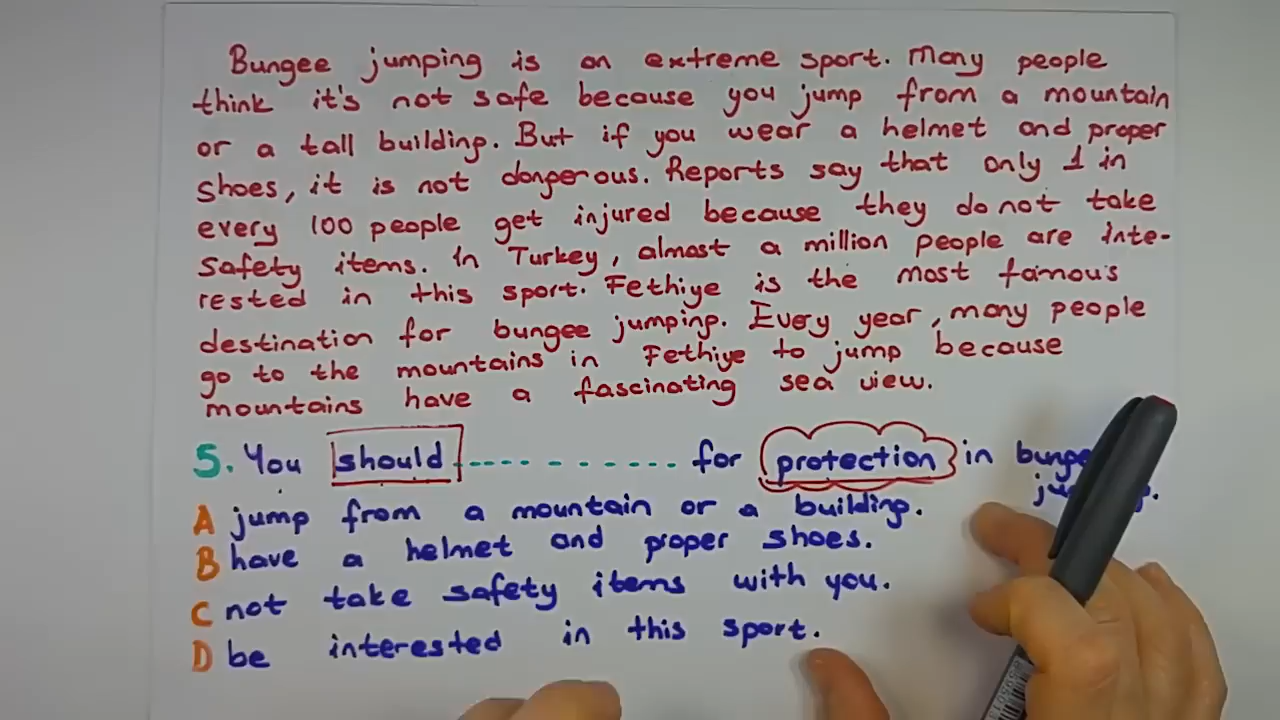 Bungee jumping is an extreme sport. Many people
think it's not safe because you jump from a mountain
or a tall building. But if you wear a helmet and proper
shoes, it is not dangerous. Reports say that only 1 in
every 100 people get injured because they do not take
safety items. In Turkey, almost a million people are inte-
rested in this sport. Fethiye is the most famous
destination for bungee jumping. Every year, many people
go to the mountains in Fethiye to jump because
mountains have a fascinating sea view.
5. You should ---------- for protection in
A jump from a mountain or a building.
B have a helmet and proper shoes.
C not take safety items with you.
D be interested in this sport.